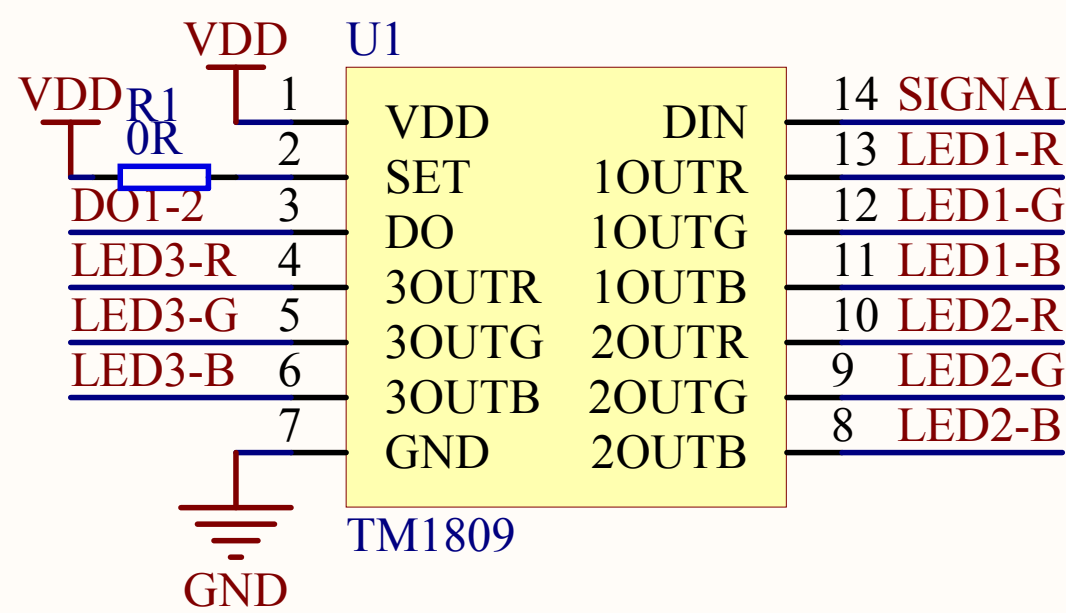 VDD U1
VDD R1 1 14 SIGNAL
0R VDD DIN
2 13 LED1-R
SET 1OUTR
DO1-2 3 12 LED1-G
DO 1OUTG
LED3-R 4 11 LED1-B
3OUTR 1OUTB
LED3-G 5 10 LED2-R
3OUTG 2OUTR
LED3-B 6 9 LED2-G
3OUTB 2OUTG
7 8 LED2-B
GND 2OUTB
TM1809
GND